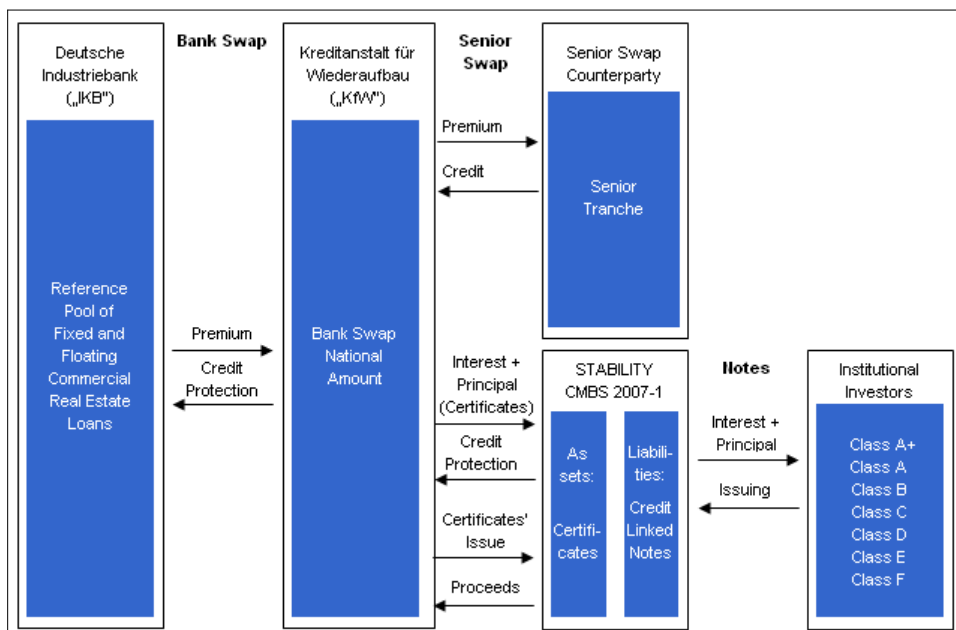 Deutsche
Industriebank
(„IKB")
Reference
Pool of
Fixed and
Floating
Commercial
Real Estate
Loans
Bank Swap
Premium
Credit
Protection
Kreditanstalt für
Wiederaufbau
(„KfW")
Bank Swap
National
Amount
Senior
Swap
Premium
Credit
Interest +
Principal
(Certificates)
Credit
Protection
Certificates'
Issue
Proceeds
Senior Swap
Counterparty
Senior
Tranche
STABILITY
CMBS 2007-1
As
sets:
Certifi-
cates
Liabili-
ties:
Credit
Linked
Notes
Notes
Interest +
Principal
Issuing
Institutional
Investors
Class A+
Class A
Class B
Class C
Class D
Class E
Class F